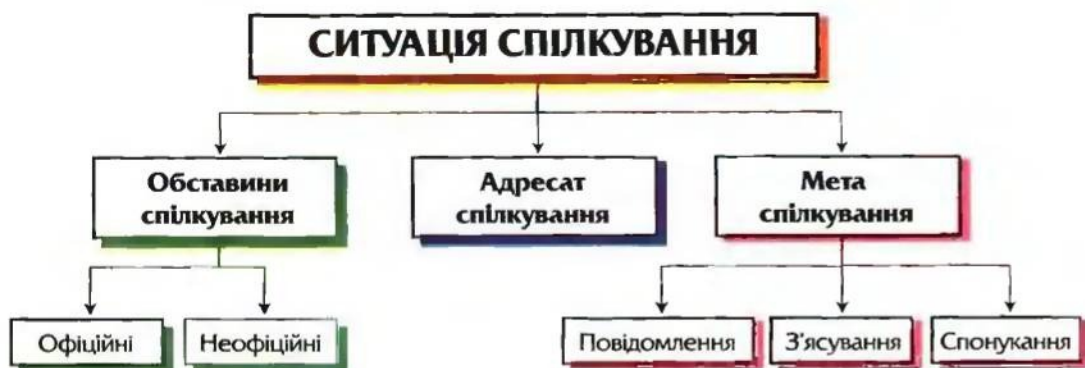 СИТУАЦІЯ СПІЛКУВАННЯ
Обставини
спілкування
Адресат
спілкування
Мета
спілкування
Офіційні
Неофіційні
Повідомлення
З'ясування
Спонукання